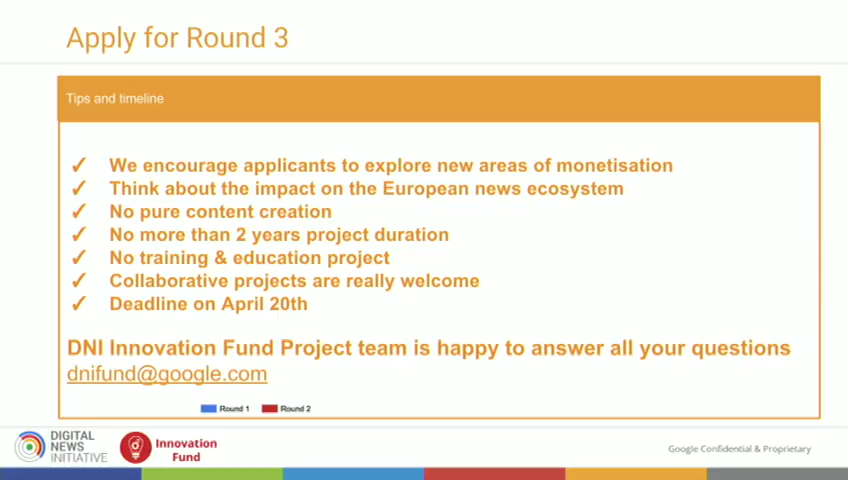 Apply for Round 3
Tips and timeline
✓ We encourage applicants to explore new areas of monetisation
✓ Think about the impact on the European news ecosystem
✓ No pure content creation
✓ No more than 2 years project duration
✓ No training & education project
✓ Collaborative projects are really welcome
✓ Deadline on April 20th
DNI Innovation Fund Project team is happy to answer all your questions
dnifund@google.com
Round 1 Round 2
DIGITAL
NEWS
INITIATIVE
Innovation
Fund
Google Confidential & Proprietary